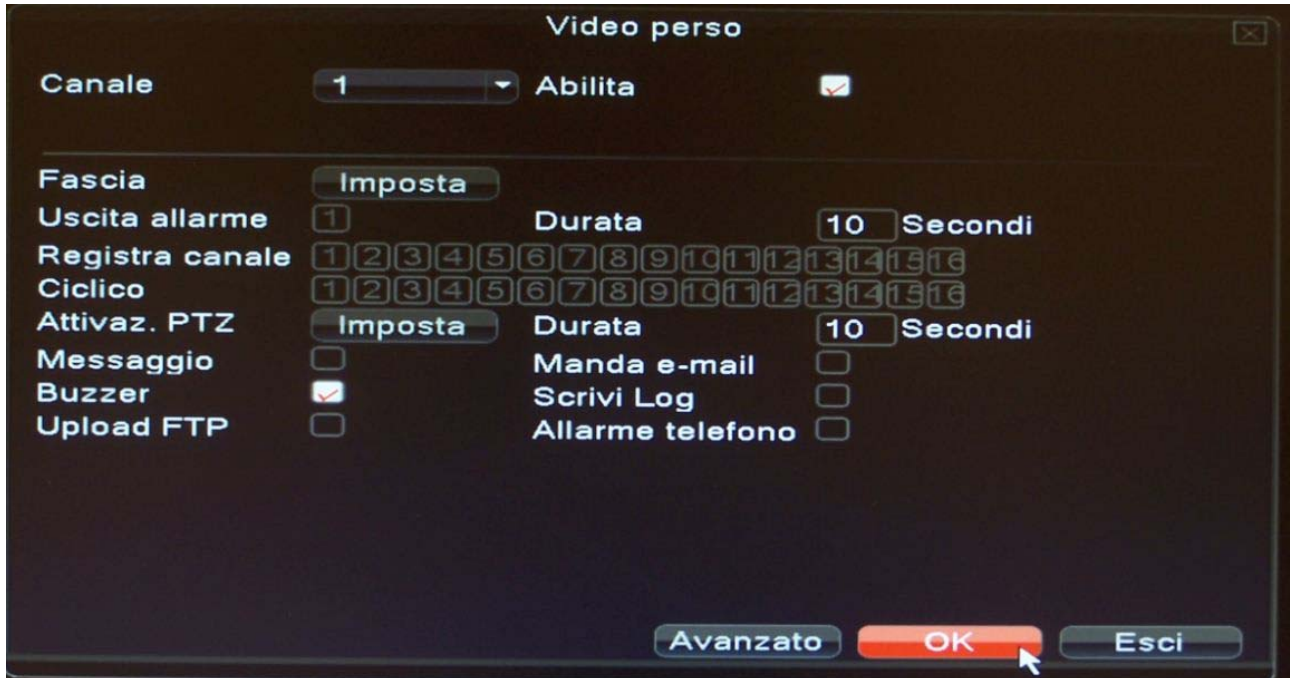 Video perso
Canale 1 Abilita
Fascia Imposta
Uscita allarme 1 Durata 10 Secondi
Registra canale 1 2 3 4 5 6 7 8 9 10 11 12 13 14 15 16
Ciclico 1 2 3 4 5 6 7 8 9 10 11 12 13 14 15 16
Attivaz. PTZ Imposta Durata 10 Secondi
Messaggio Manda e-mail
Buzzer Scrivi Log
Upload FTP Allarme telefono
Avanzato OK Esci